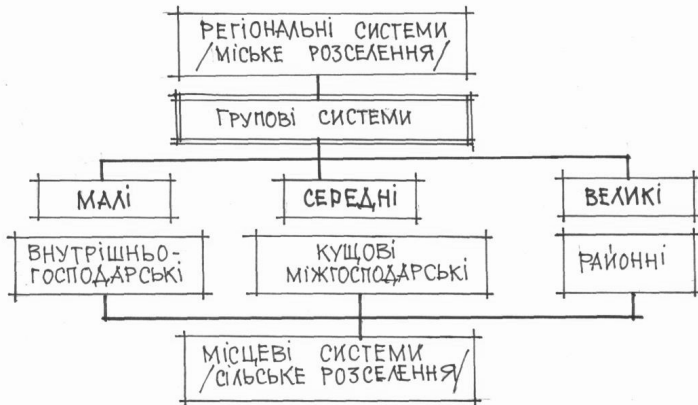 РЕГІОНАЛЬНІ СИСТЕМИ
/МІСЬКЕ РОЗСЕЛЕННЯ/
ГРУПОВІ СИСТЕМИ
МАЛІ
СЕРЕДНІ
ВЕЛИКІ
ВНУТРІШНЬО-
ГОСПОДАРСЬКІ
КУЩОВІ
МІЖГОСПОДАРСЬКІ
РАЙОННІ
МІСЦЕВІ СИСТЕМИ
/СІЛЬСЬКЕ РОЗСЕЛЕННЯ/